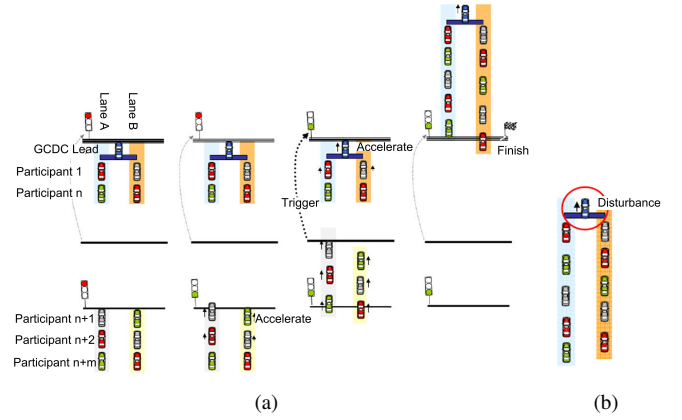 Lane A
Lane B
GCDC Lead
Participant 1
Participant n
Participant n+1
Participant n+2
Participant n+m
Accelerate
Trigger
Accelerate
Finish
Disturbance
(a)
(b)